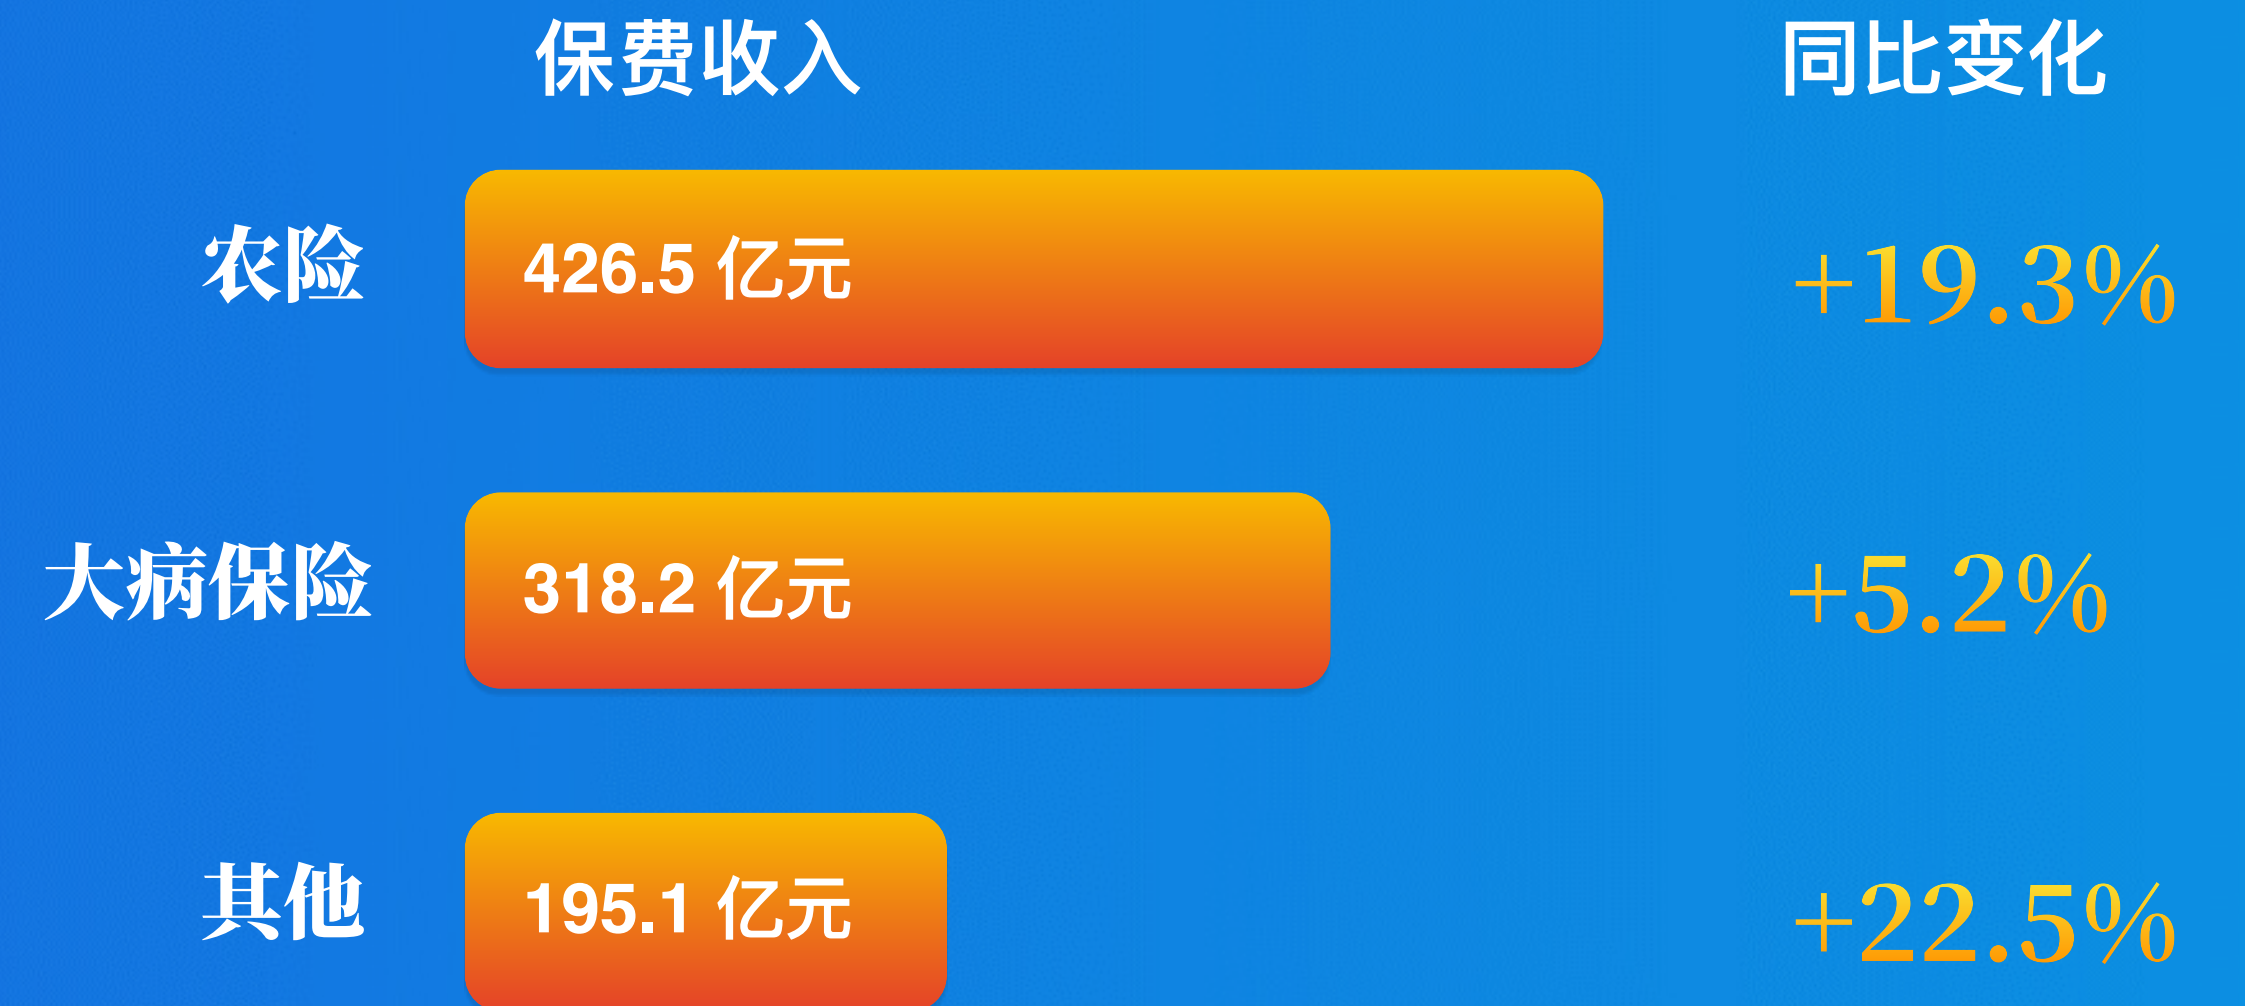 保费收入 同比变化
农险 426.5 亿元 +19.3%
大病保险 318.2 亿元 +5.2%
其他 195.1 亿元 +22.5%